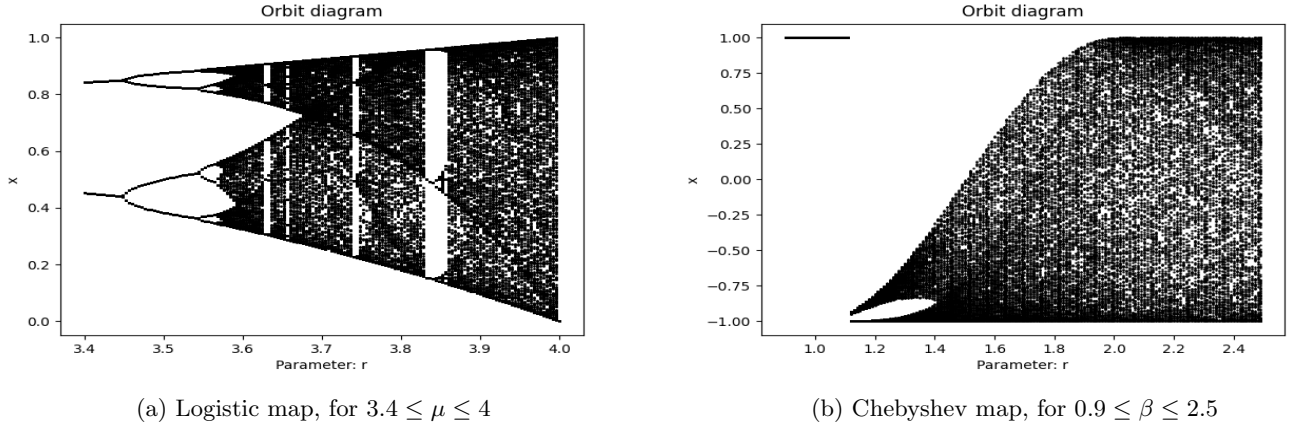 Orbit diagram
1.0
0.8
0.6
0.4
0.2
0.0
X
3.4 3.5 3.6 3.7 3.8 3.9 4.0
Parameter: r
(a) Logistic map, for 3.4 ≤ μ ≤ 4
Orbit diagram
1.00
0.75
0.50
0.25
0.00
−0.25
−0.50
−0.75
−1.00
X
1.0 1.2 1.4 1.6 1.8 2.0 2.2 2.4
Parameter: r
(b) Chebyshev map, for 0.9 ≤ β ≤ 2.5